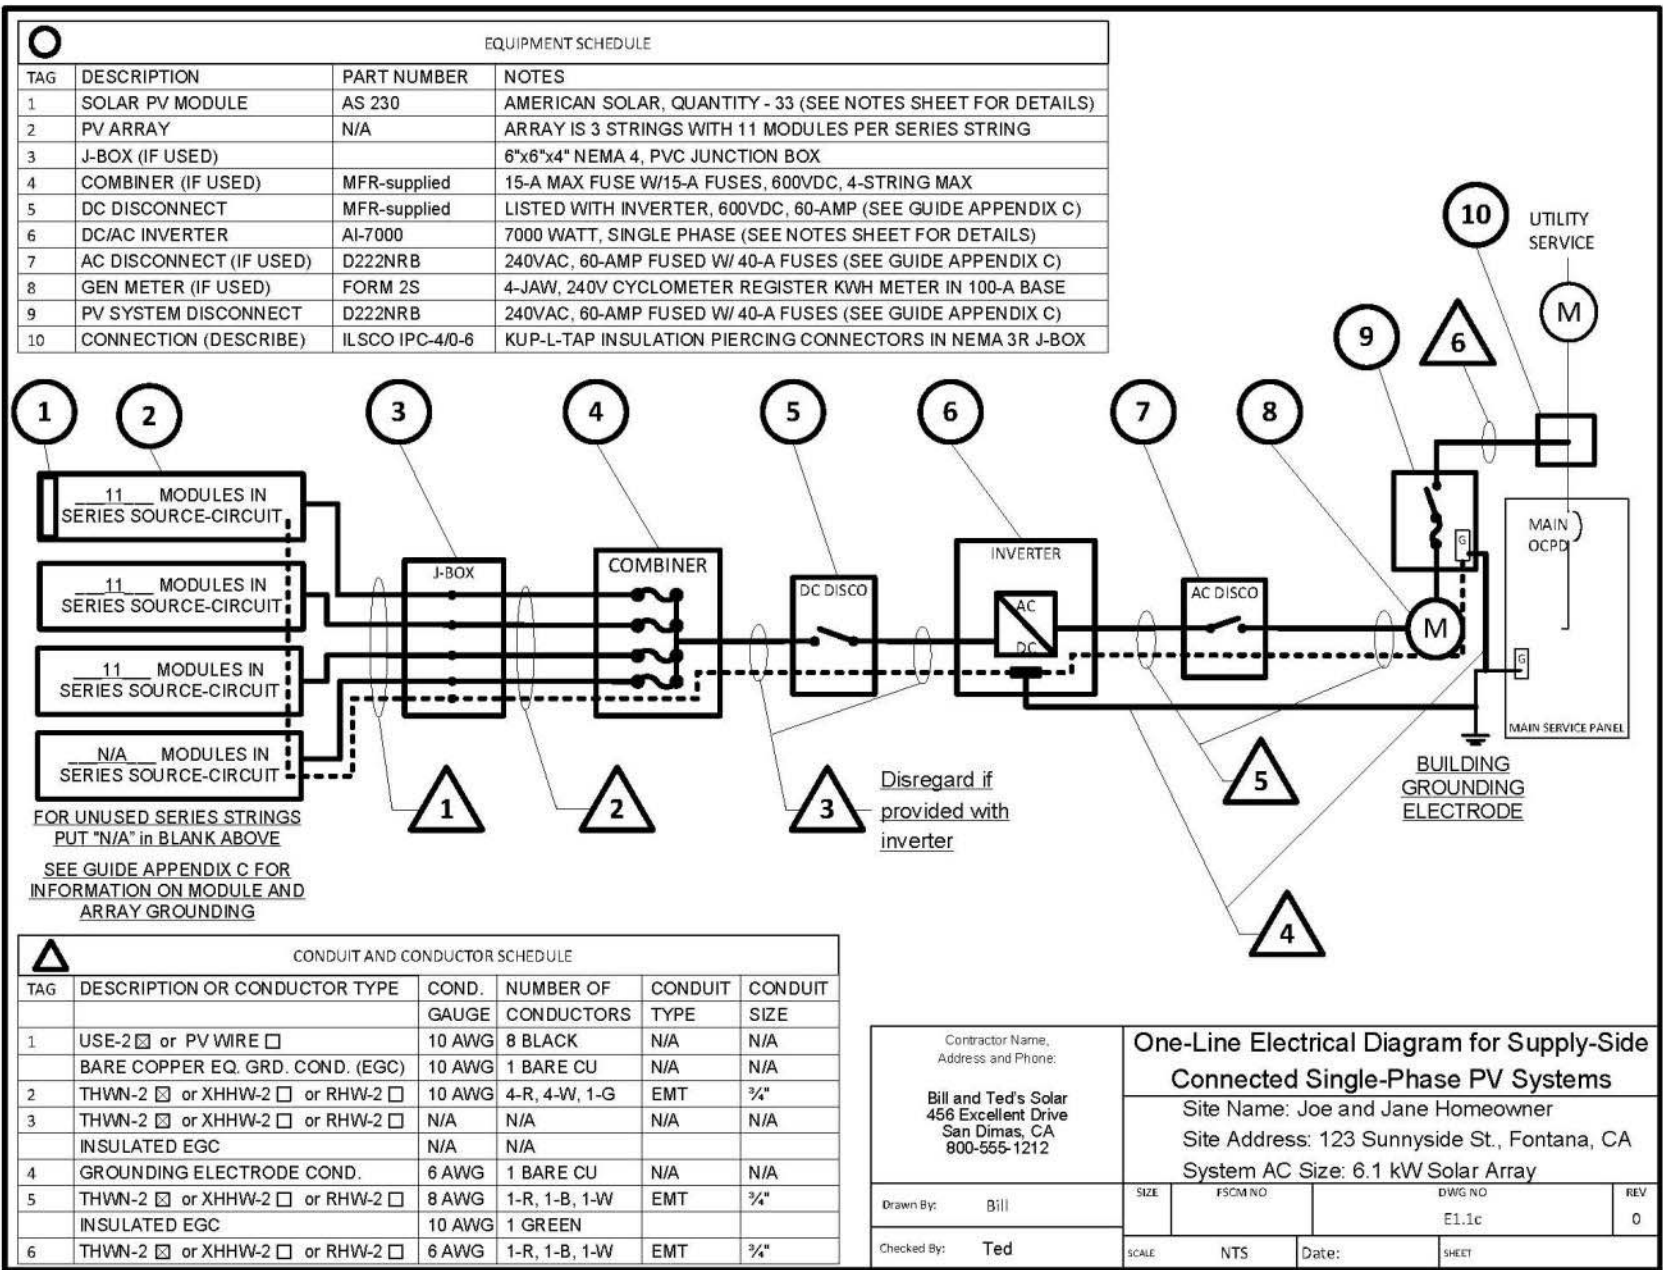 EQUIPMENT SCHEDULE
TAG DESCRIPTION PART NUMBER NOTES
1 SOLAR PV MODULE AS 230 AMERICAN SOLAR, QUANTITY - 33 (SEE NOTES SHEET FOR DETAILS)
2 PV ARRAY N/A ARRAY IS 3 STRINGS WITH 11 MODULES PER SERIES STRING
3 J-BOX (IF USED) 6"x6"x4" NEMA 4, PVC JUNCTION BOX
4 COMBINER (IF USED) MFR-supplied 15-A MAX FUSE W/15-A FUSES, 600VDC, 4-STRING MAX
5 DC DISCONNECT MFR-supplied LISTED WITH INVERTER, 600VDC, 60-AMP (SEE GUIDE APPENDIX C)
6 DC/AC INVERTER AI-7000 7000 WATT, SINGLE PHASE (SEE NOTES SHEET FOR DETAILS)
7 AC DISCONNECT (IF USED) D222NRB 240VAC, 60-AMP FUSED W/ 40-A FUSES (SEE GUIDE APPENDIX C)
8 GEN METER (IF USED) FORM 2S 4-JAW, 240V CYCLOMETER REGISTER KWH METER IN 100-A BASE
9 PV SYSTEM DISCONNECT D222NRB 240VAC, 60-AMP FUSED W/ 40-A FUSES (SEE GUIDE APPENDIX C)
10 CONNECTION (DESCRIBE) ILSCO IPC-4/0-6 KUP-L-TAP INSULATION PIERCING CONNECTORS IN NEMA 3R J-BOX
10
UTILITY
SERVICE
M
9
6
1
2
3
4
5
6
7
8
___11___ MODULES IN
SERIES SOURCE-CIRCUIT
___11___ MODULES IN
SERIES SOURCE-CIRCUIT
___11___ MODULES IN
SERIES SOURCE-CIRCUIT
___N/A___ MODULES IN
SERIES SOURCE-CIRCUIT
J-BOX
COMBINER
DC DISCO
INVERTER
AC
DC
AC DISCO
M
G
MAIN
OCPD
G
MAIN SERVICE PANEL
BUILDING
GROUNDING
ELECTRODE
1
2
3
Disregard if
provided with
inverter
5
4
FOR UNUSED SERIES STRINGS
PUT "N/A" in BLANK ABOVE
SEE GUIDE APPENDIX C FOR
INFORMATION ON MODULE AND
ARRAY GROUNDING
CONDUIT AND CONDUCTOR SCHEDULE
TAG DESCRIPTION OR CONDUCTOR TYPE COND. NUMBER OF CONDUIT CONDUIT
GAUGE CONDUCTORS TYPE SIZE
1 USE-2 ☒ or PV WIRE ☐ 10 AWG 8 BLACK N/A N/A
BARE COPPER EQ. GRD. COND. (EGC) 10 AWG 1 BARE CU N/A N/A
2 THWN-2 ☒ or XHHW-2 ☐ or RHW-2 ☐ 10 AWG 4-R, 4-W, 1-G EMT ¾"
3 THWN-2 ☒ or XHHW-2 ☐ or RHW-2 ☐ N/A N/A N/A N/A
INSULATED EGC N/A N/A
4 GROUNDING ELECTRODE COND. 6 AWG 1 BARE CU N/A N/A
5 THWN-2 ☒ or XHHW-2 ☐ or RHW-2 ☐ 8 AWG 1-R, 1-B, 1-W EMT ¾"
INSULATED EGC 10 AWG 1 GREEN
6 THWN-2 ☒ or XHHW-2 ☐ or RHW-2 ☐ 6 AWG 1-R, 1-B, 1-W EMT ¾"
Contractor Name,
Address and Phone:
Bill and Ted's Solar
456 Excellent Drive
San Dimas, CA
800-555-1212
Drawn By: Bill
Checked By: Ted
One-Line Electrical Diagram for Supply-Side
Connected Single-Phase PV Systems
Site Name: Joe and Jane Homeowner
Site Address: 123 Sunnyside St., Fontana, CA
System AC Size: 6.1 kW Solar Array
SIZE FSCM NO DWG NO REV
E1.1c 0
SCALE NTS Date: SHEET